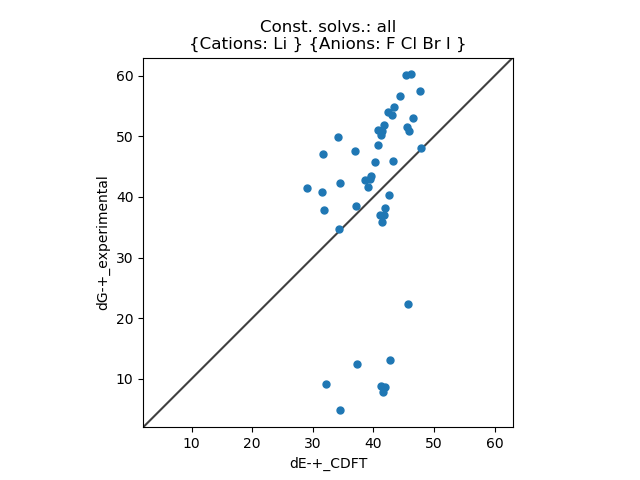 Const. solvs.: all
{Cations: Li } {Anions: F Cl Br I }
dG-+_experimental
60
50
40
30
20
10
10 20 30 40 50 60
dE-+_CDFT